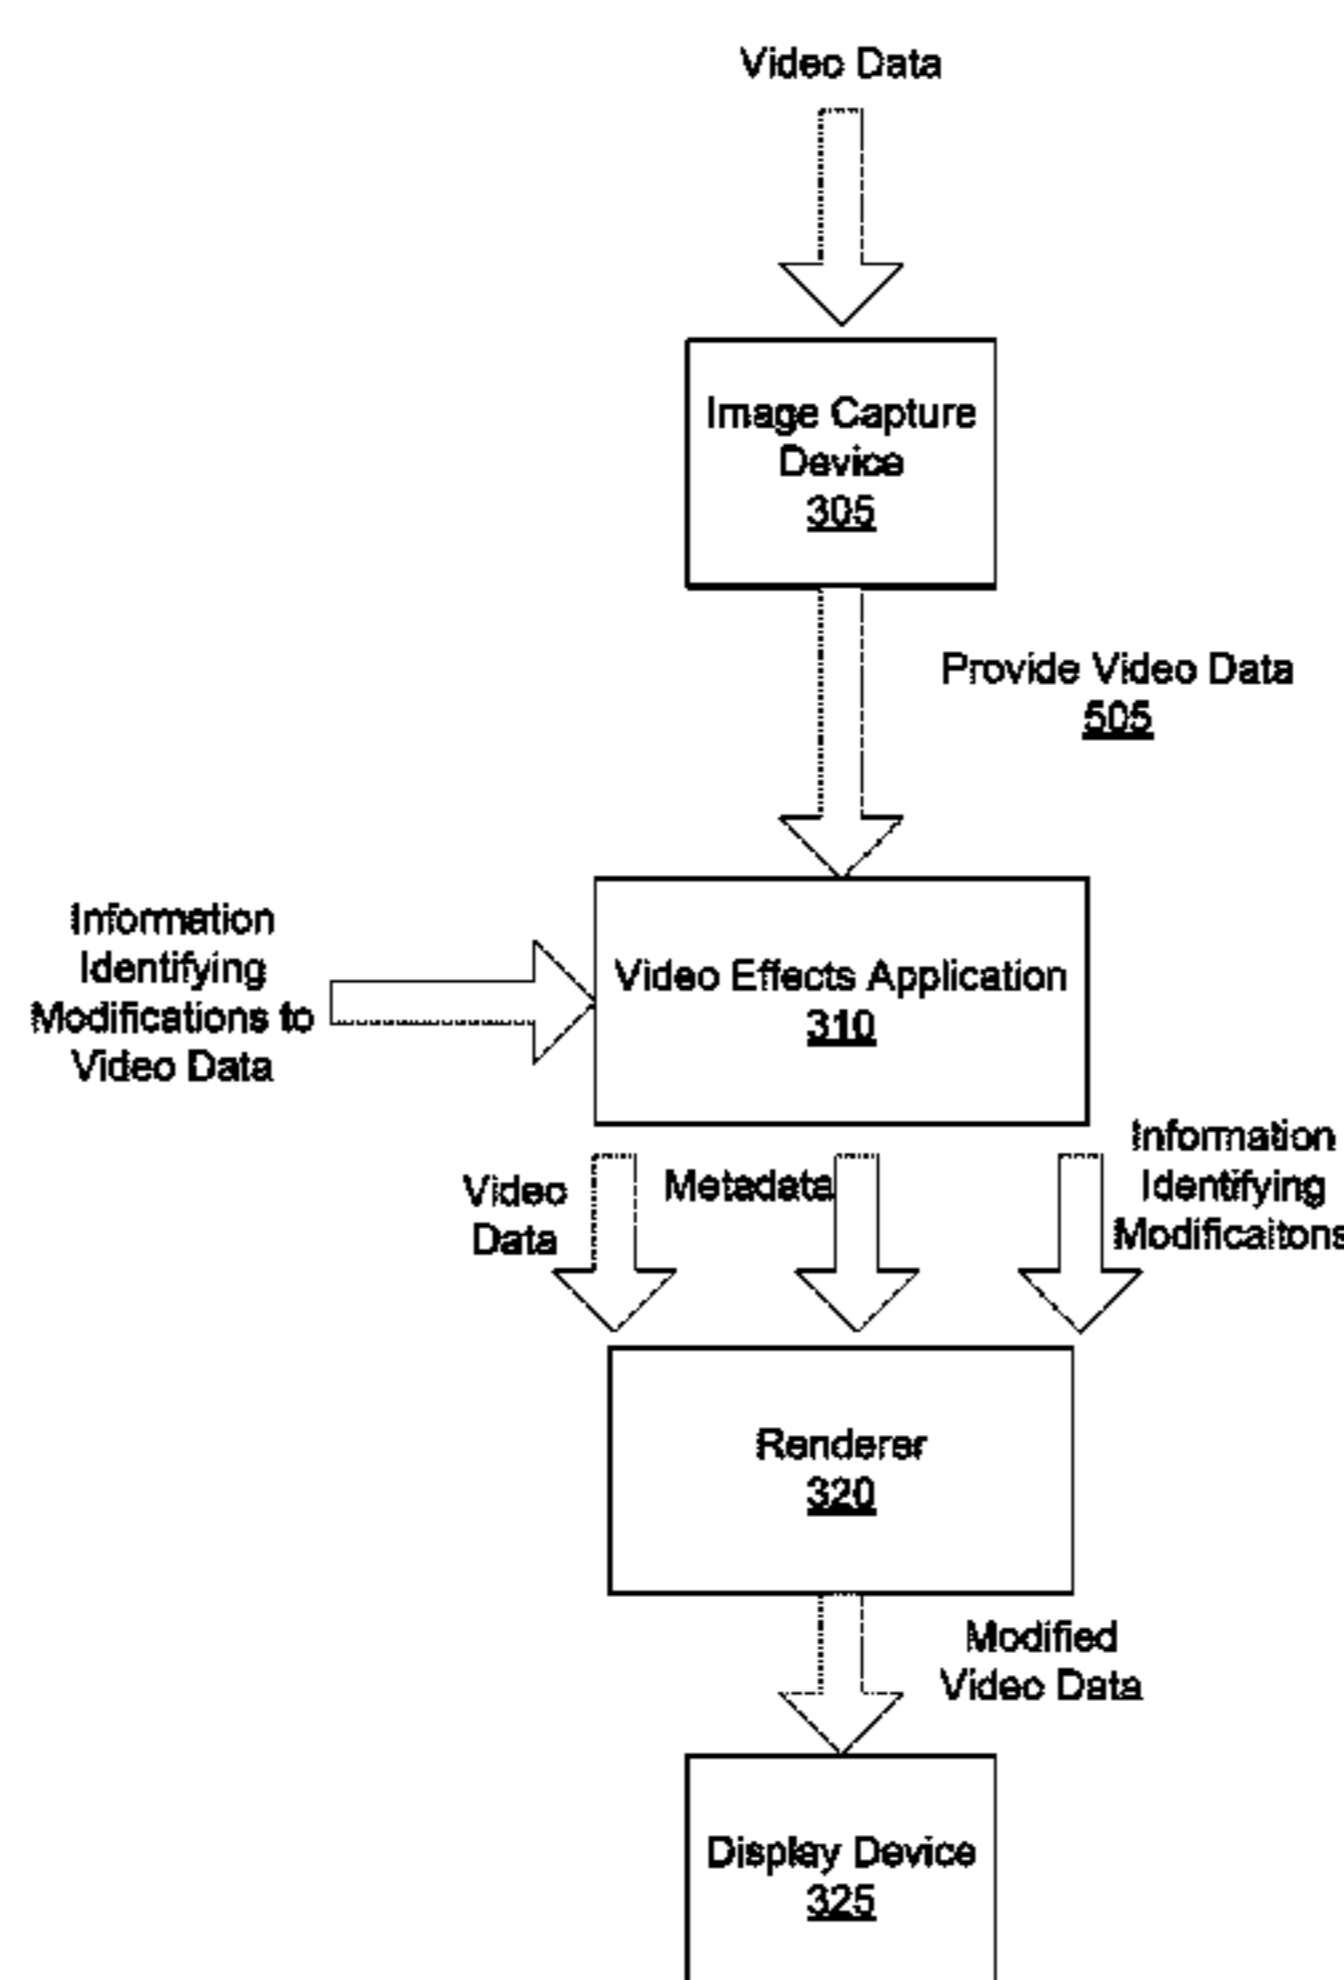 Video Data
Image Capture
Device
305
Provide Video Data
505
Information
Identifying
Modifications to
Video Data
Video Effects Application
310
Video
Data
Metadata
Information
Identifying
Modificaitons
Renderer
320
Modified
Video Data
Display Device
325